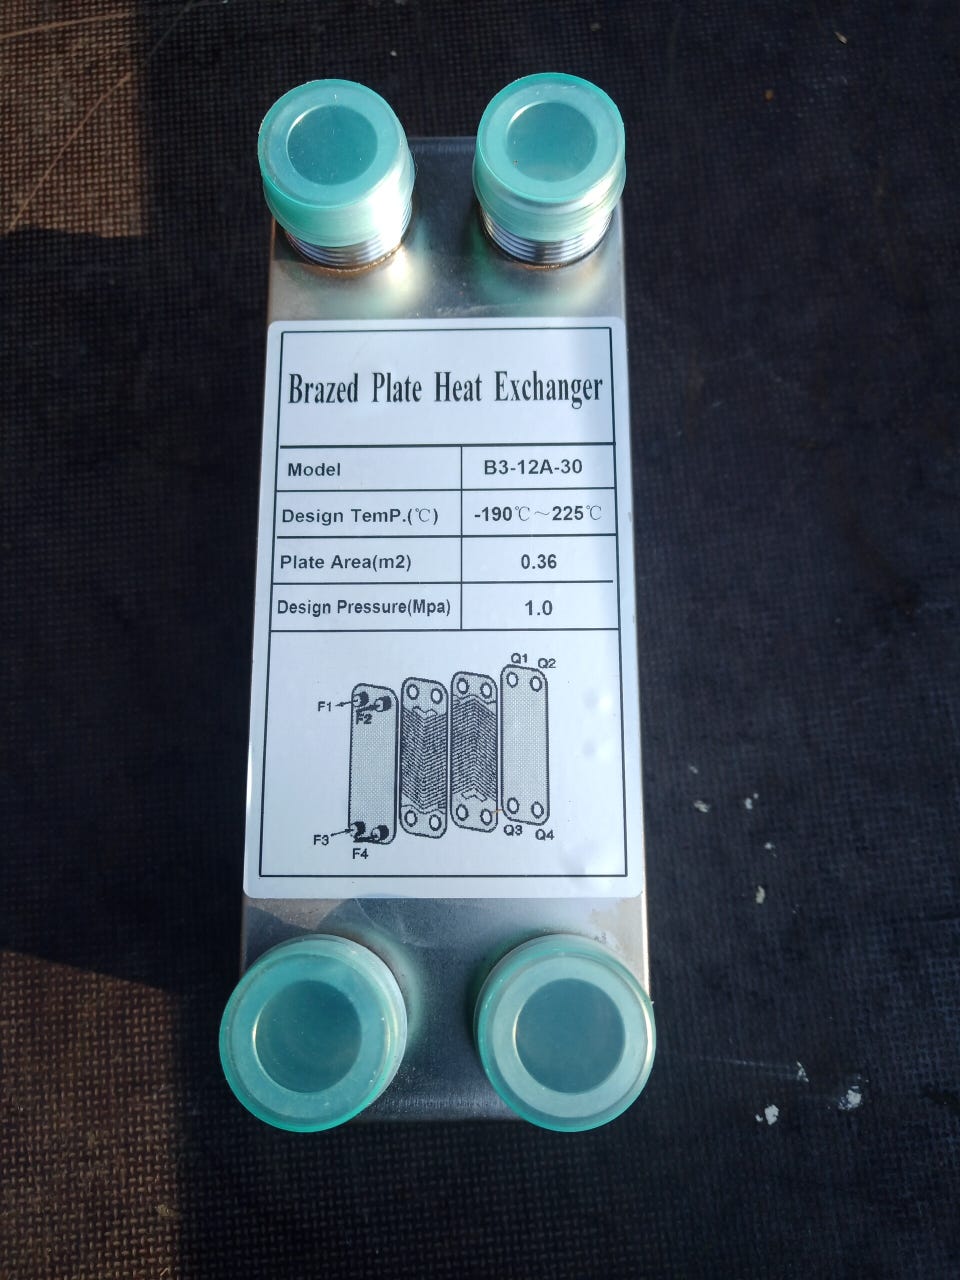 Brazed Plate Heat Exchanger
Model B3-12A-30
Design TemP.(℃) -190℃～225℃
Plate Area(m2) 0.36
Design Pressure(Mpa) 1.0
Q1 Q2
F1
F2
F3
F4
Q3 Q4